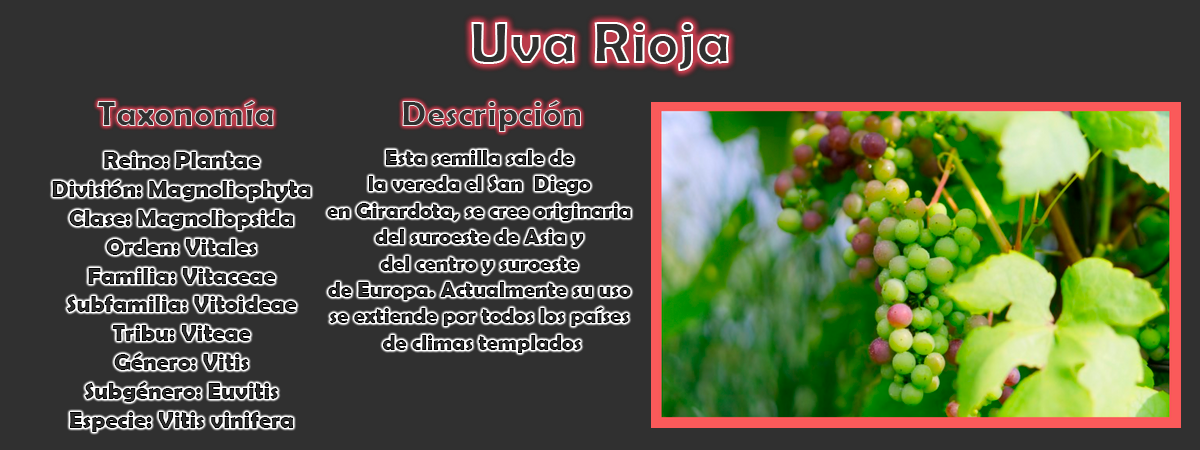 Uva Rioja
Taxonomía
Reino: Plantae
División: Magnoliophyta
Clase: Magnoliopsida
Orden: Vitales
Familia: Vitaceae
Subfamilia: Vitoideae
Tribu: Viteae
Género: Vitis
Subgénero: Euvitis
Especie: Vitis vinifera
Descripción
Esta semilla sale de
la vereda el San Diego
en Girardota, se cree originaria
del suroeste de Asia y
del centro y suroeste
de Europa. Actualmente su uso
se extiende por todos los países
de climas templados